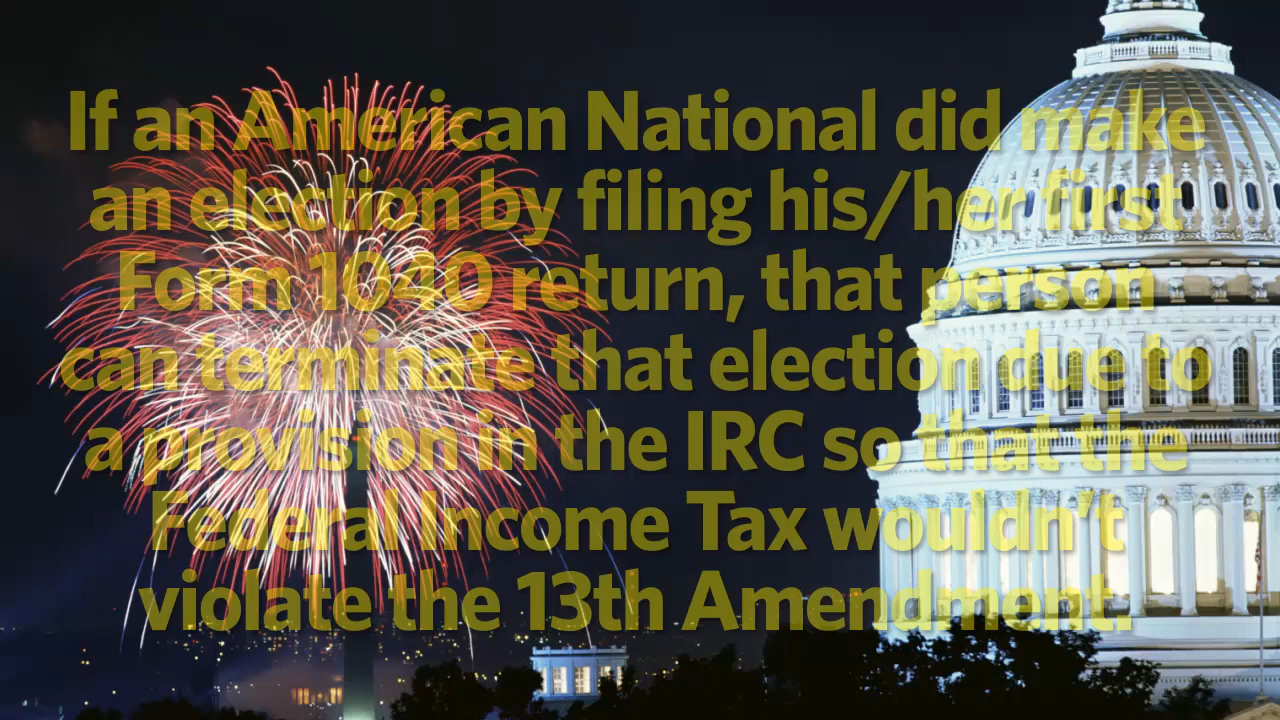 If an American National did make
an election by filing his/her first
Form 1040 return, that person
can terminate that election due to
a provision in the IRC so that the
Federal Income Tax wouldn't
violate the 13th Amendment.